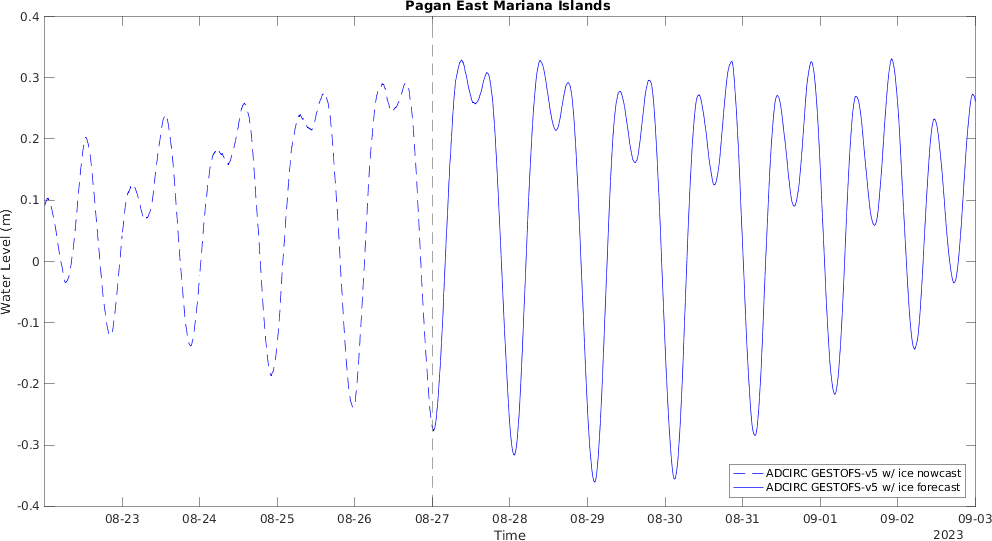 Pagan East Mariana Islands
Water Level (m)
0.4
0.3
0.2
0.1
0
-0.1
-0.2
-0.3
-0.4
ADCIRC GESTOFS-v5 w/ ice nowcast
ADCIRC GESTOFS-v5 w/ ice forecast
08-23 08-24 08-25 08-26 08-27 08-28 08-29 08-30 08-31 09-01 09-02 09-03
Time
2023